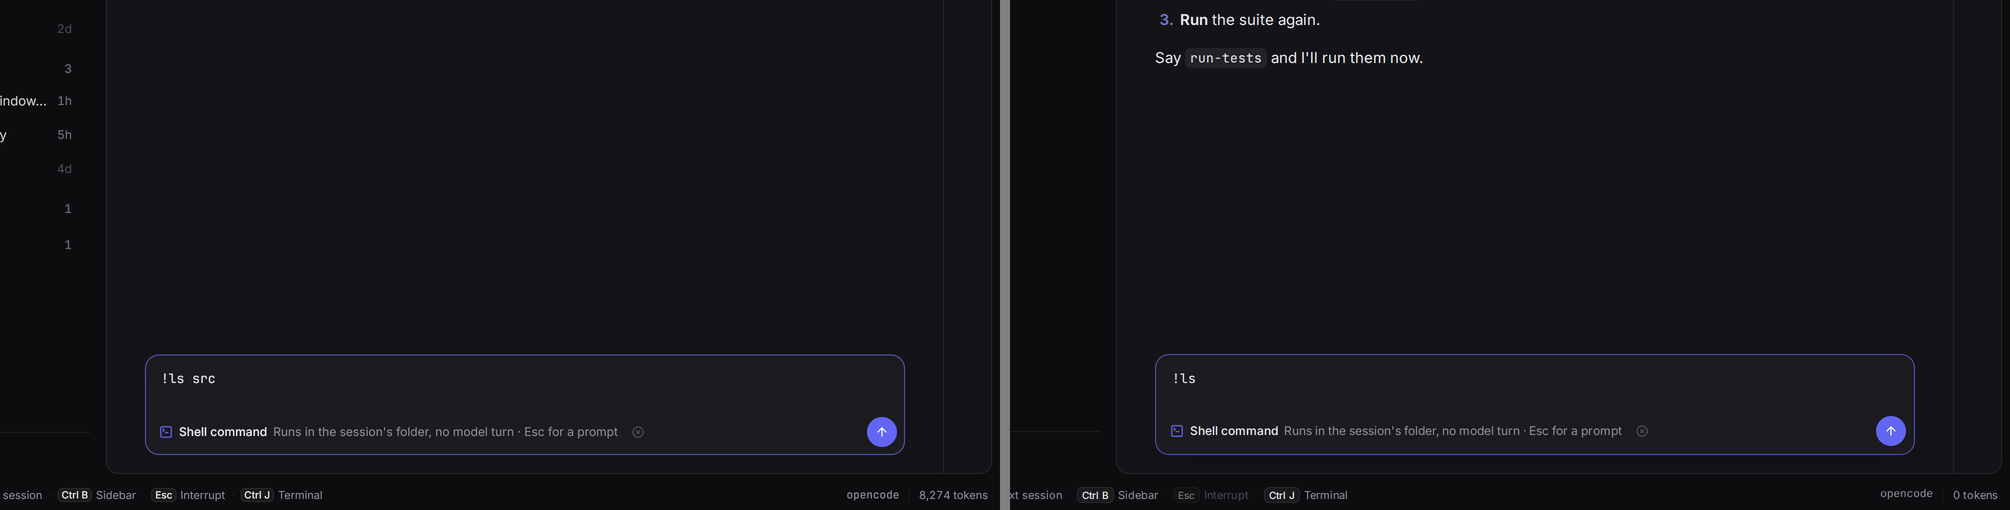 2d
3
indow... 1h
y 5h
4d
1
1
!ls src
Shell command Runs in the session's folder, no model turn · Esc for a prompt
session · Ctrl B Sidebar · Esc Interrupt · Ctrl J Terminal
opencode 8,274 tokens
3. Run the suite again.
Say run-tests and I'll run them now.
!ls
Shell command Runs in the session's folder, no model turn · Esc for a prompt
xt session · Ctrl B Sidebar · Esc Interrupt · Ctrl J Terminal
opencode 0 tokens